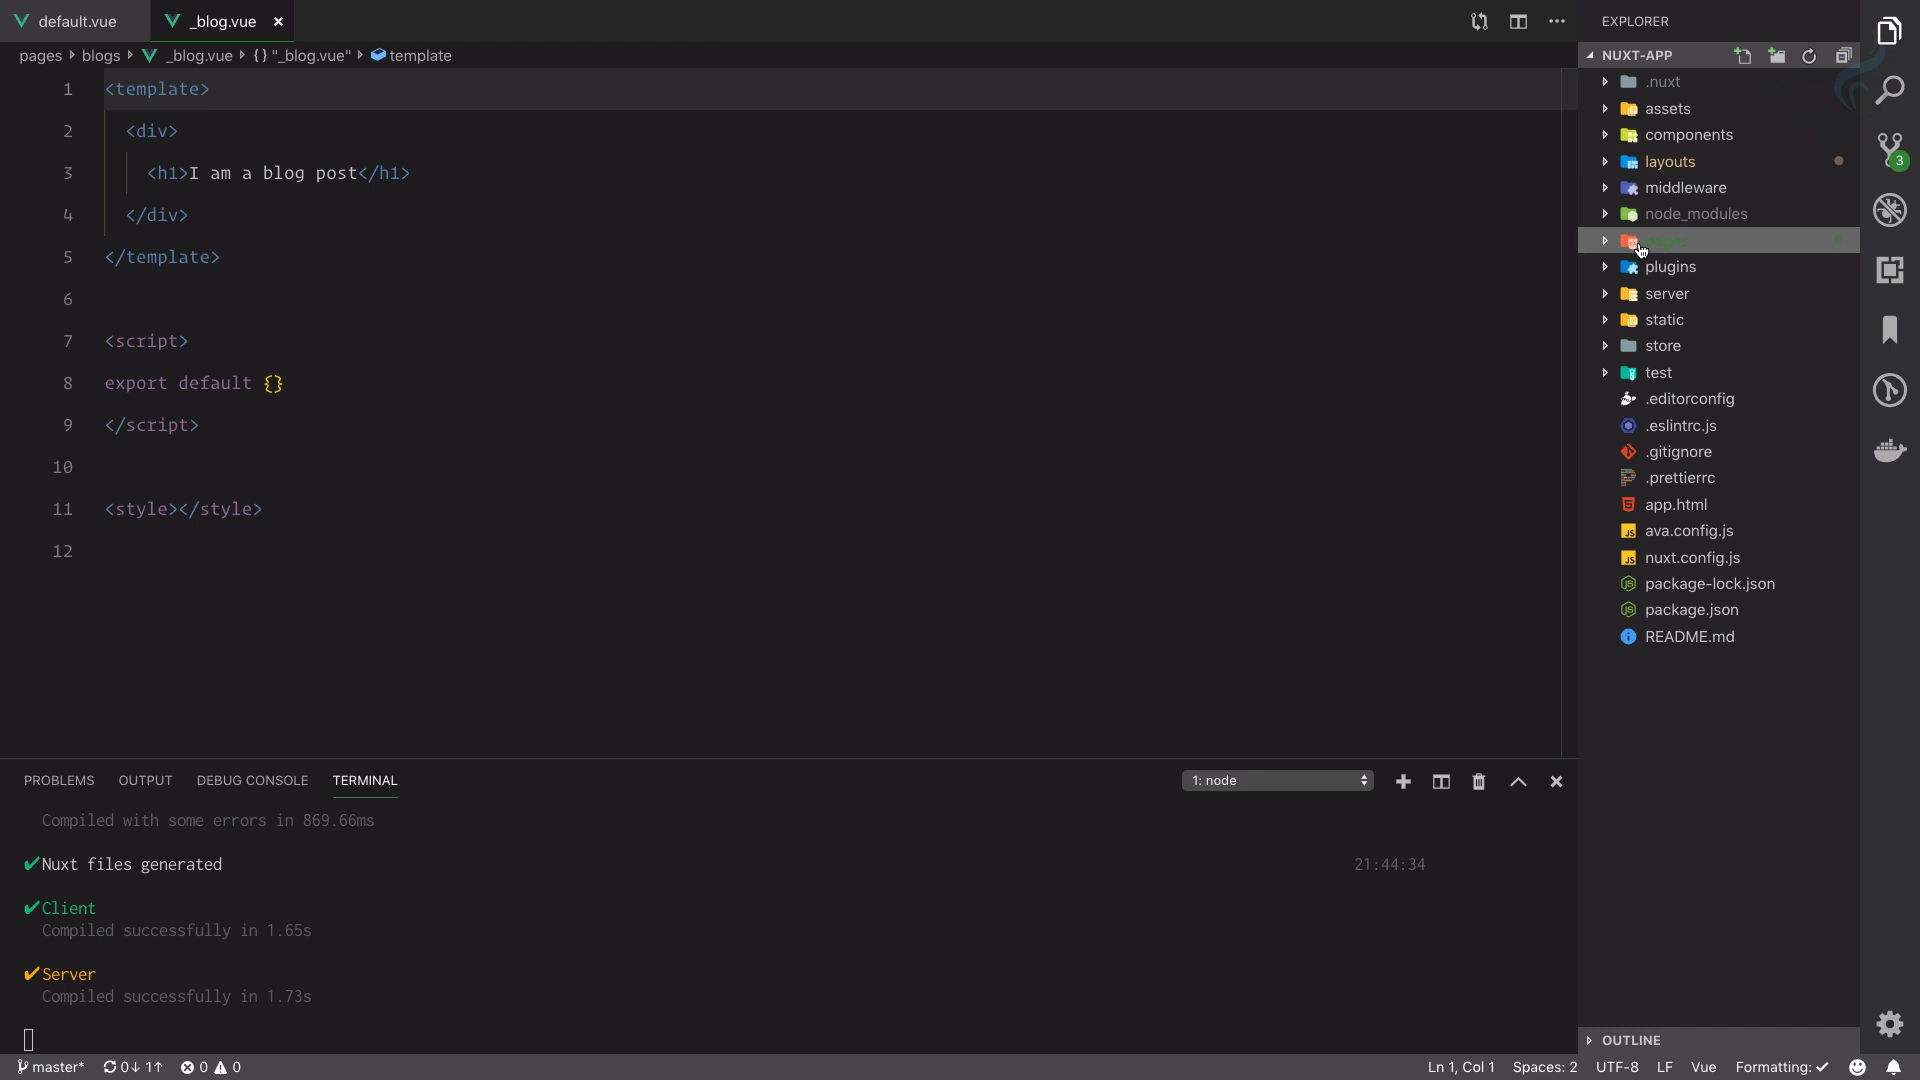 default.vue
_blog.vue
pages
blogs
_blog.vue
{} "_blog.vue"
template
1 <template>
2 <div>
3 <h1>I am a blog post</h1>
4 </div>
5 </template>
6
7 <script>
8 export default {}
9 </script>
10
11 <style></style>
12
PROBLEMS
OUTPUT
DEBUG CONSOLE
TERMINAL
1: node
Compiled with some errors in 869.66ms
✔Nuxt files generated 21:44:34
✔Client
Compiled successfully in 1.65s
✔Server
Compiled successfully in 1.73s
EXPLORER
NUXT-APP
.nuxt
assets
components
layouts
middleware
node_modules
pages
plugins
server
static
store
test
.editorconfig
.eslintrc.js
.gitignore
.prettierrc
app.html
ava.config.js
nuxt.config.js
package-lock.json
package.json
README.md
OUTLINE
3
master*
0↓ 1↑
0
0
Ln 1, Col 1
Spaces: 2
UTF-8
LF
Vue
Formatting: ✓